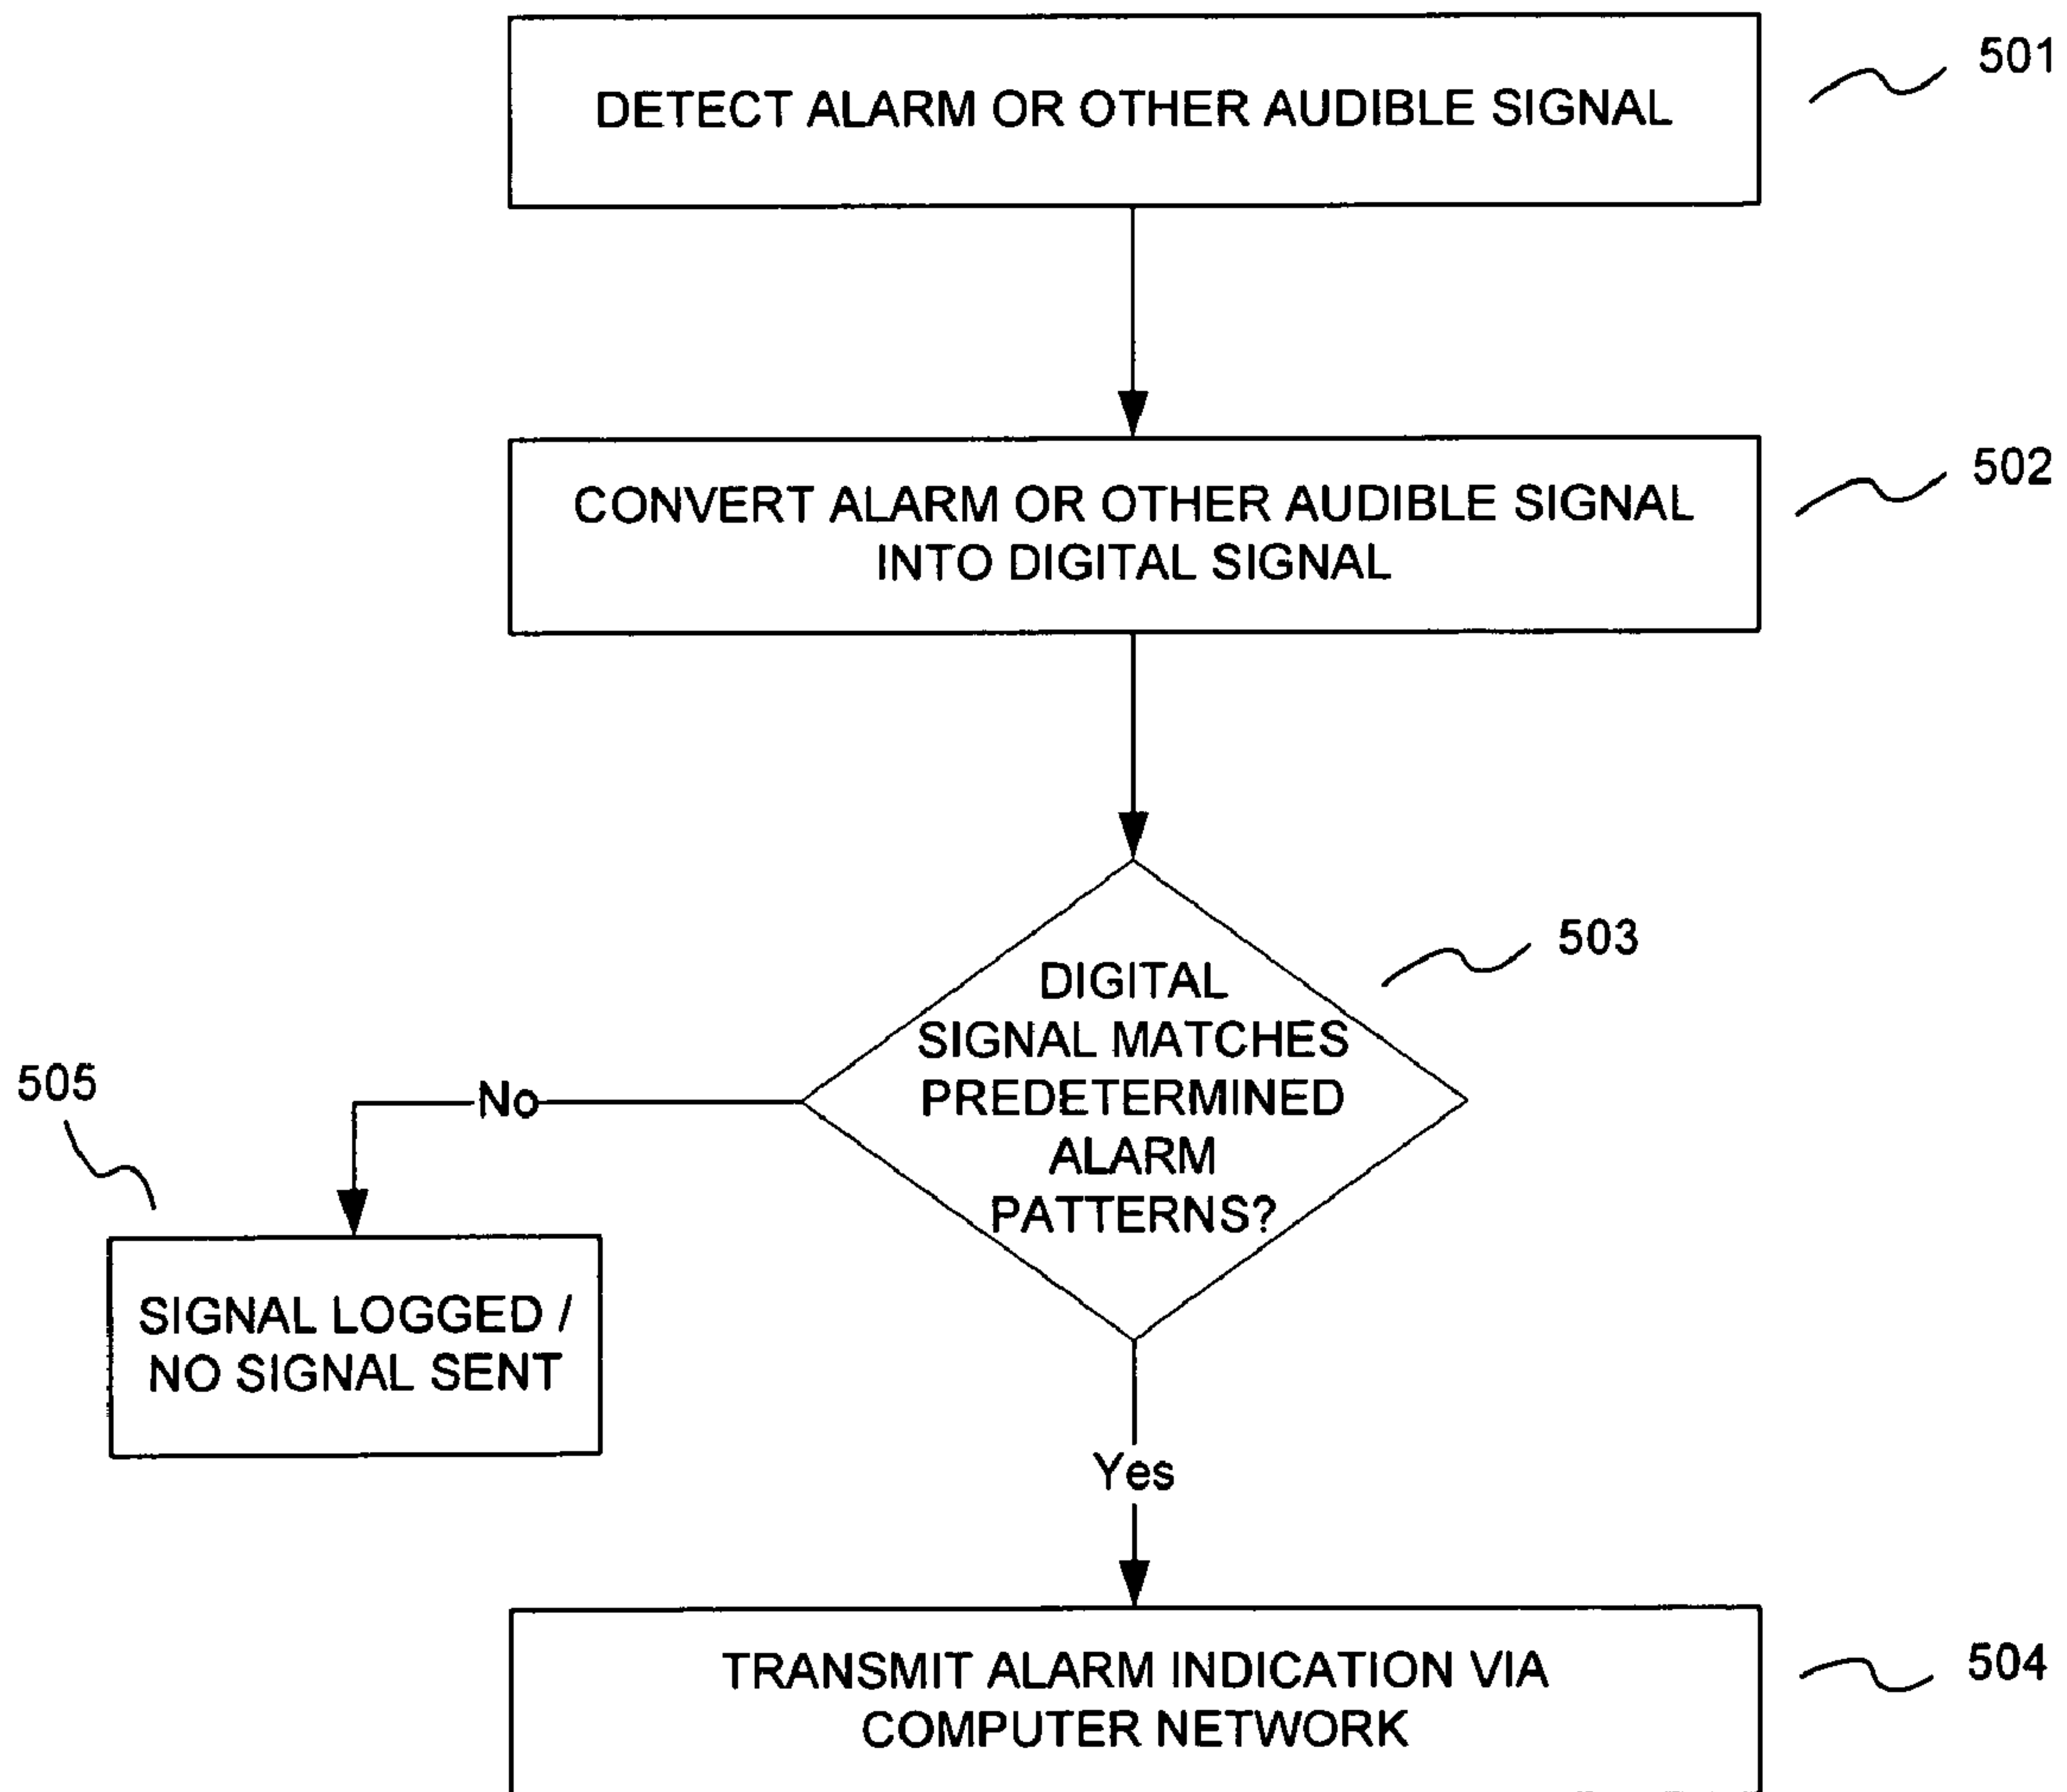 DETECT ALARM OR OTHER AUDIBLE SIGNAL
501
CONVERT ALARM OR OTHER AUDIBLE SIGNAL
INTO DIGITAL SIGNAL
502
DIGITAL
SIGNAL MATCHES
PREDETERMINED
ALARM
PATTERNS?
503
No
505
SIGNAL LOGGED /
NO SIGNAL SENT
Yes
TRANSMIT ALARM INDICATION VIA
COMPUTER NETWORK
504